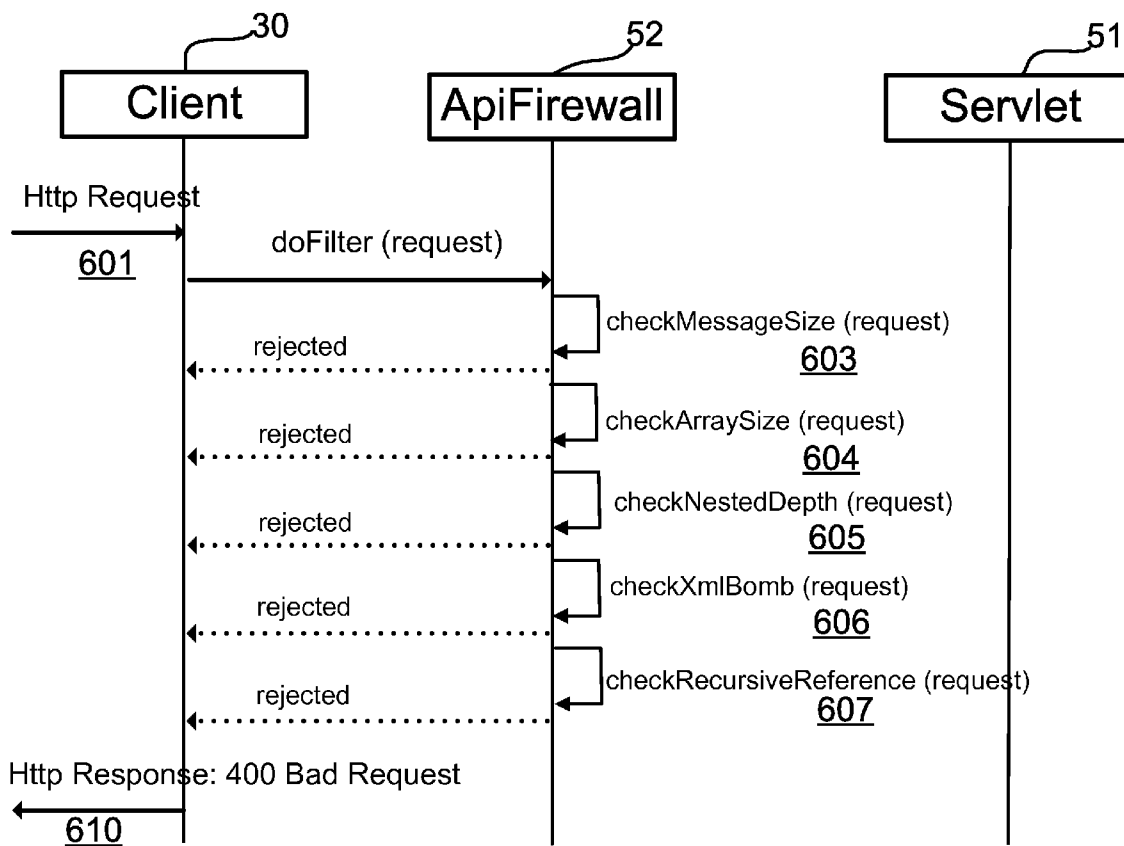 30
52
51
Client
ApiFirewall
Servlet
Http Request
601
doFilter (request)
checkMessageSize (request)
603
rejected
checkArraySize (request)
604
rejected
checkNestedDepth (request)
605
rejected
checkXmlBomb (request)
606
rejected
checkRecursiveReference (request)
607
rejected
Http Response: 400 Bad Request
610